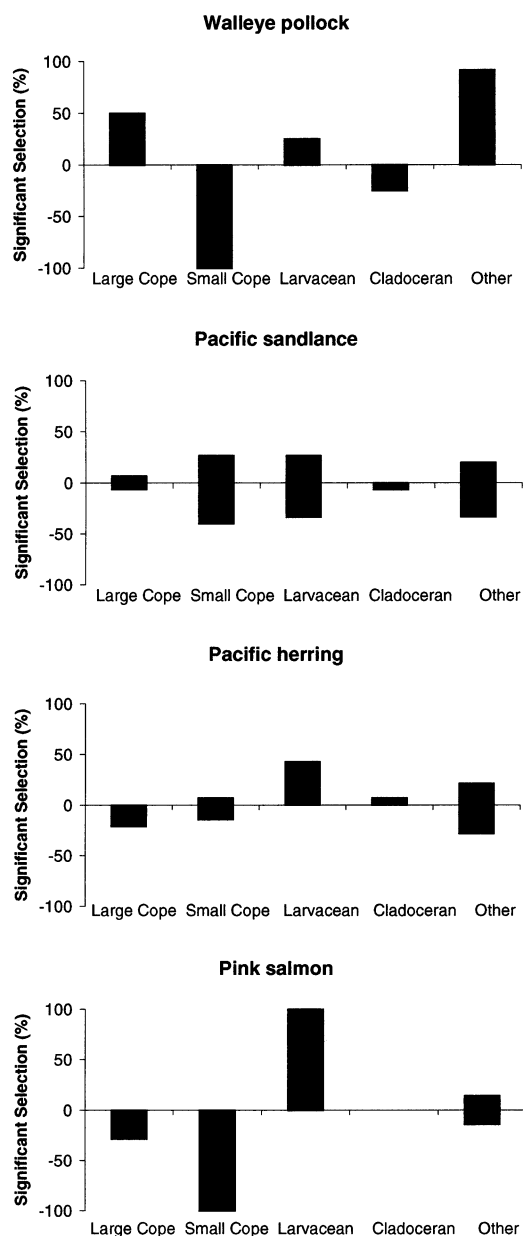 Walleye pollock
Significant Selection (%)
100
50
0
-50
-100
Large Cope Small Cope Larvacean Cladoceran Other
Pacific sandlance
Significant Selection (%)
100
50
0
-50
-100
Large Cope Small Cope Larvacean Cladoceran Other
Pacific herring
Significant Selection (%)
100
50
0
-50
-100
Large Cope Small Cope Larvacean Cladoceran Other
Pink salmon
Significant Selection (%)
100
50
0
-50
-100
Large Cope Small Cope Larvacean Cladoceran Other